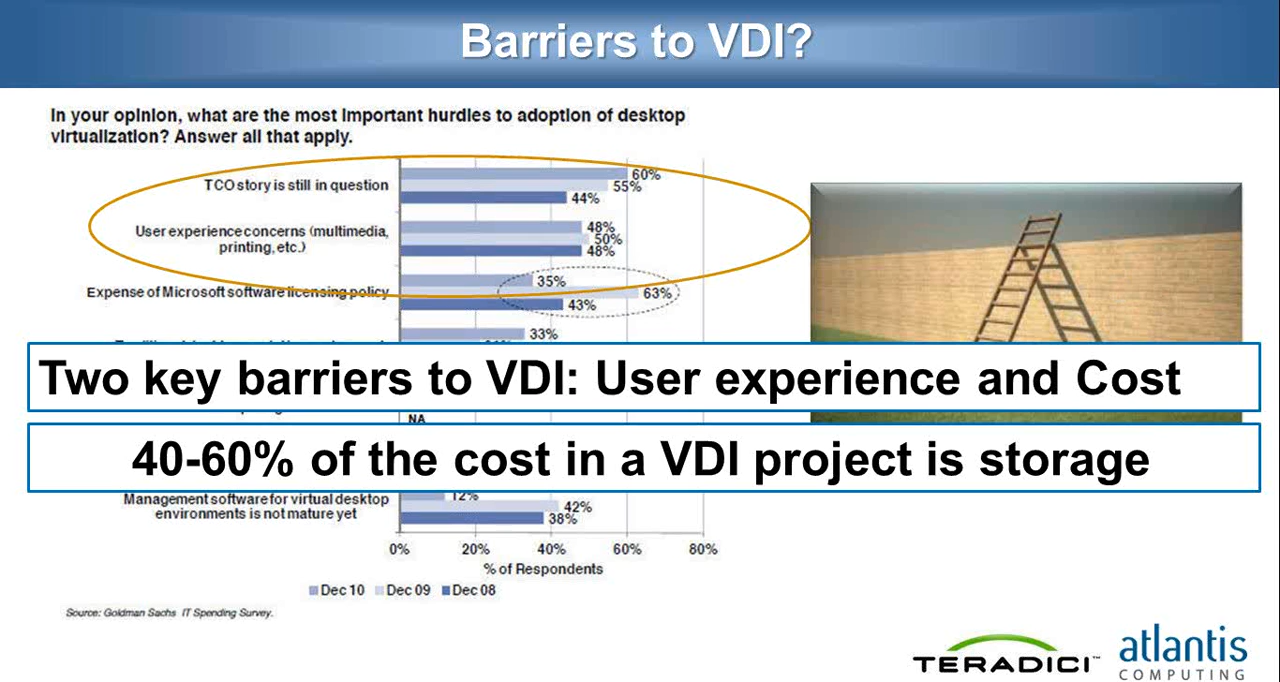 Barriers to VDI?
In your opinion, what are the most important hurdles to adoption of desktop
virtualization? Answer all that apply.
TCO story is still in question
60%
55%
44%
User experience concerns (multimedia,
printing, etc.)
48%
50%
48%
Expense of Microsoft software licensing policy
35%
63%
43%
33%
Two key barriers to VDI: User experience and Cost
NA
40-60% of the cost in a VDI project is storage
Management software for virtual desktop
environments is not mature yet
12%
42%
38%
0% 20% 40% 60% 80%
% of Respondents
Dec 10 Dec 09 Dec 08
Source: Goldman Sachs IT Spending Survey.
TERADICI™
atlantis
COMPUTING